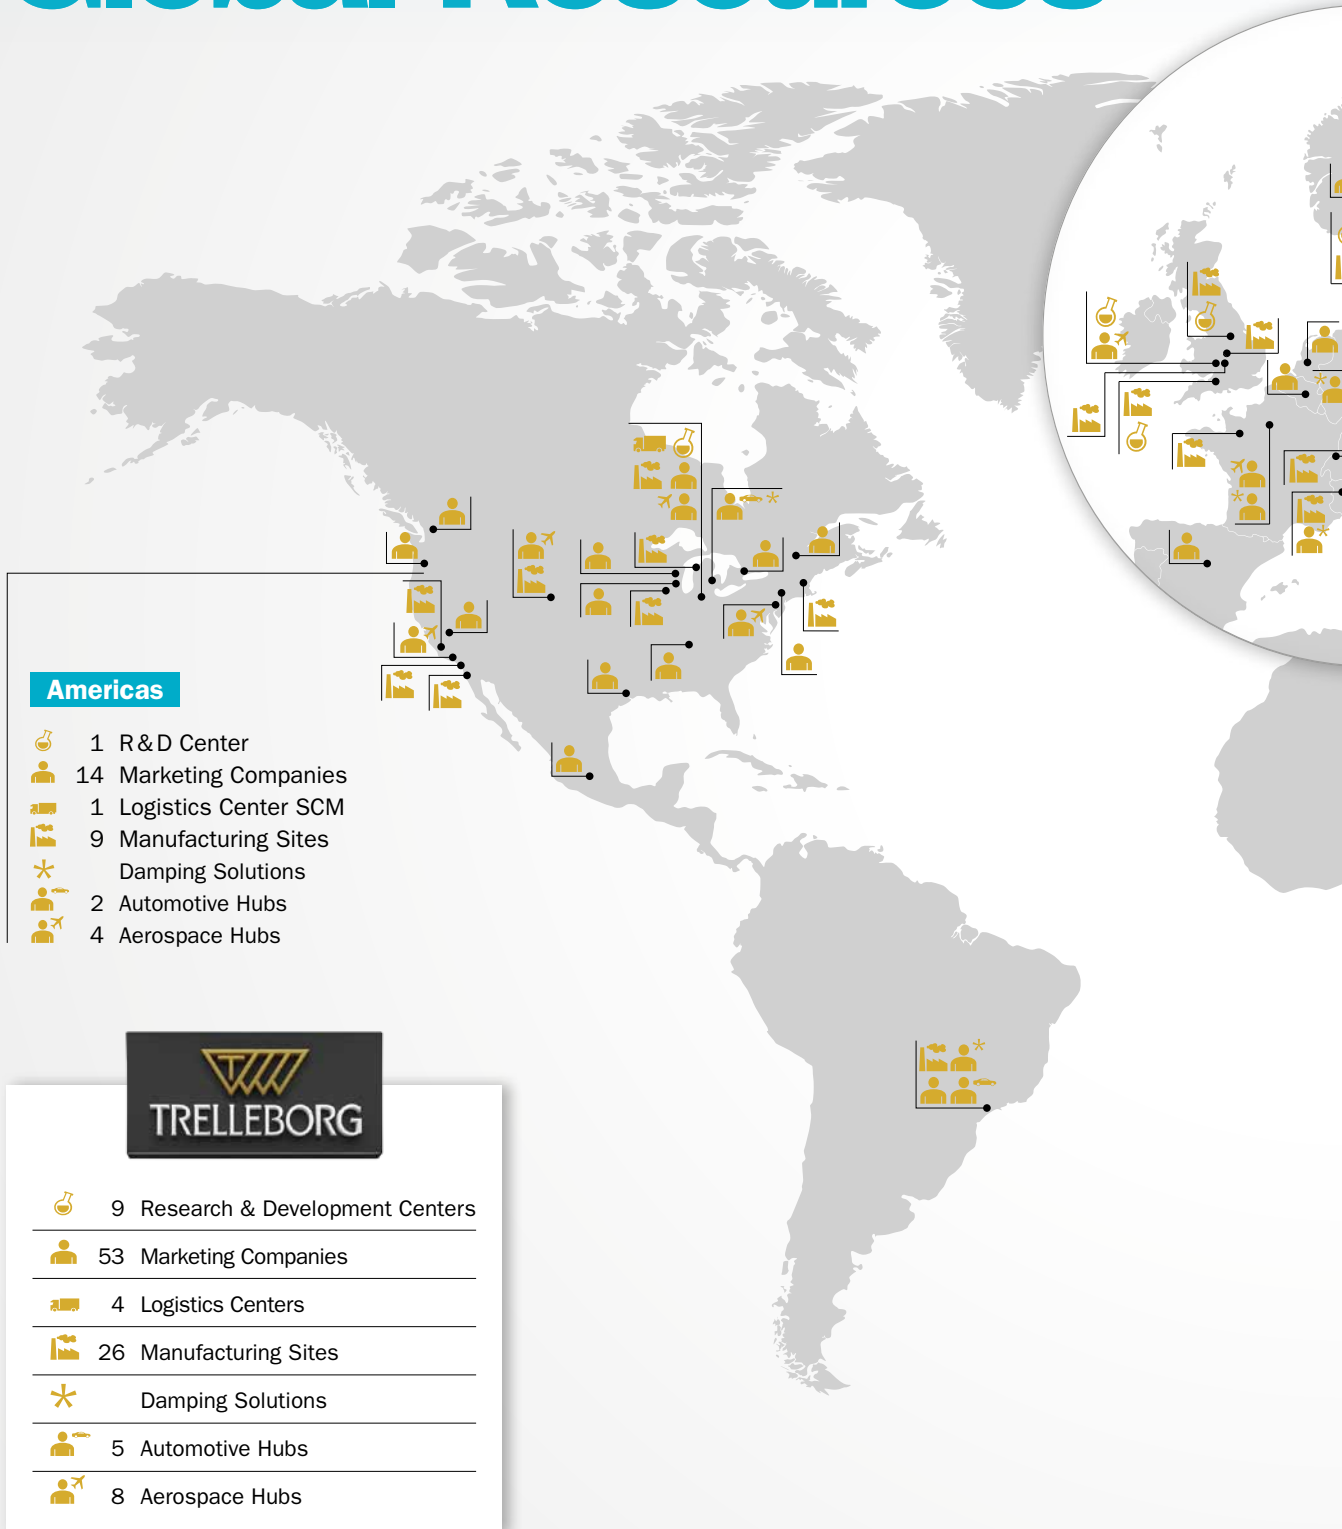 Global Resources
Americas
1 R&D Center
14 Marketing Companies
1 Logistics Center SCM
9 Manufacturing Sites
Damping Solutions
2 Automotive Hubs
4 Aerospace Hubs
TRELLEBORG
9 Research & Development Centers
53 Marketing Companies
4 Logistics Centers
26 Manufacturing Sites
Damping Solutions
5 Automotive Hubs
8 Aerospace Hubs